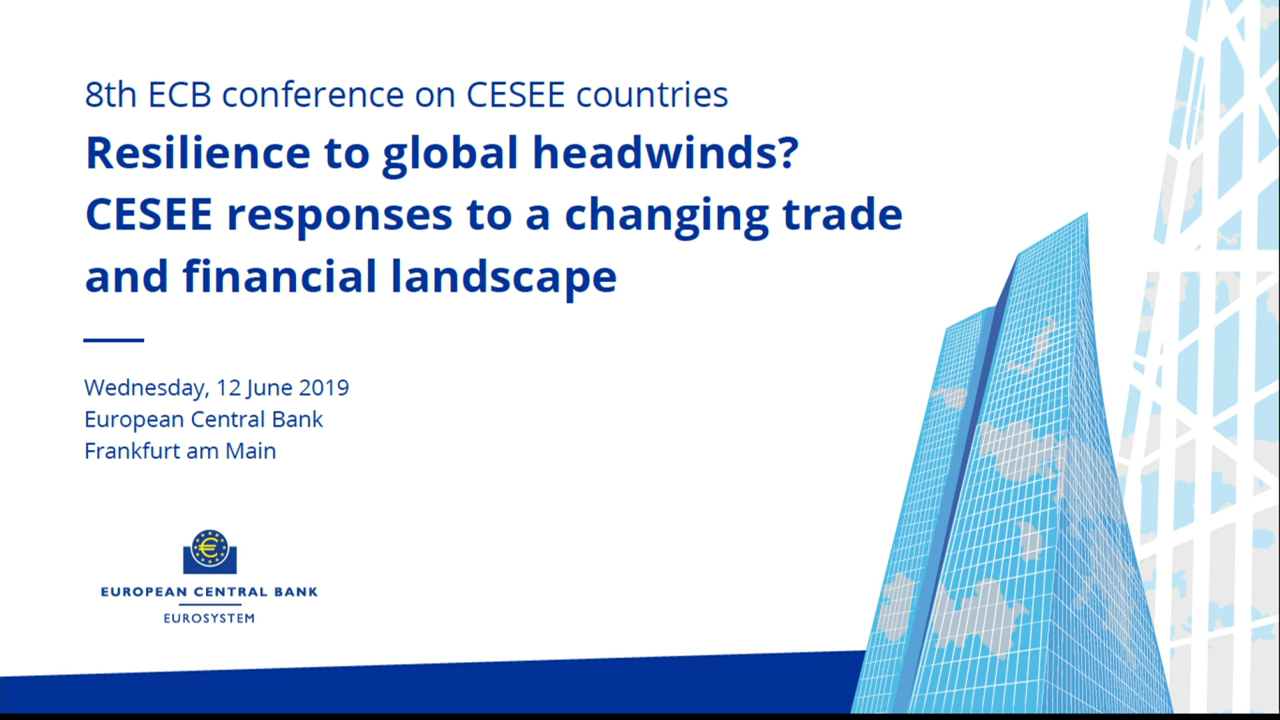 8th ECB conference on CESEE countries
Resilience to global headwinds?
CESEE responses to a changing trade
and financial landscape
Wednesday, 12 June 2019
European Central Bank
Frankfurt am Main
€
EUROPEAN CENTRAL BANK
EUROSYSTEM